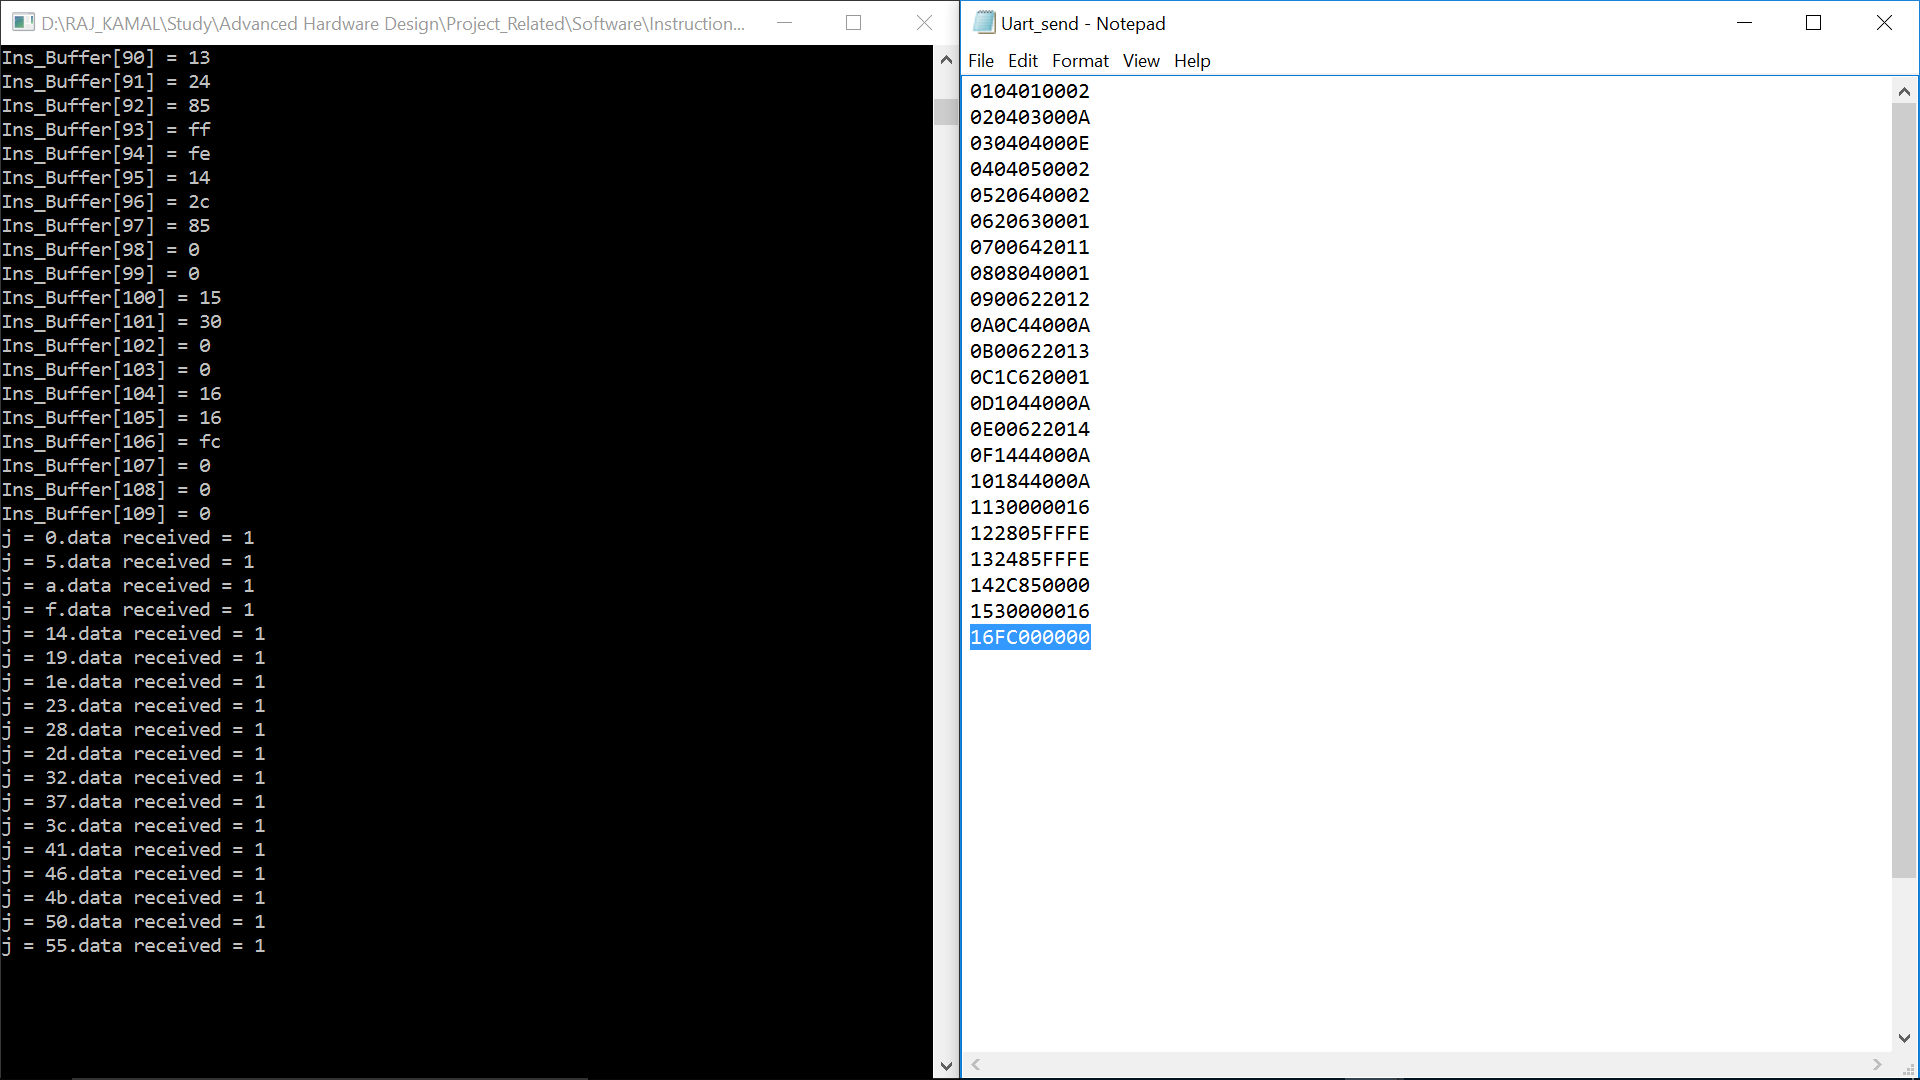 D:\RAJ_KAMAL\Study\Advanced Hardware Design\Project_Related\Software\Instruction...
Ins_Buffer[90] = 13
Ins_Buffer[91] = 24
Ins_Buffer[92] = 85
Ins_Buffer[93] = ff
Ins_Buffer[94] = fe
Ins_Buffer[95] = 14
Ins_Buffer[96] = 2c
Ins_Buffer[97] = 85
Ins_Buffer[98] = 0
Ins_Buffer[99] = 0
Ins_Buffer[100] = 15
Ins_Buffer[101] = 30
Ins_Buffer[102] = 0
Ins_Buffer[103] = 0
Ins_Buffer[104] = 16
Ins_Buffer[105] = 16
Ins_Buffer[106] = fc
Ins_Buffer[107] = 0
Ins_Buffer[108] = 0
Ins_Buffer[109] = 0
j = 0.data received = 1
j = 5.data received = 1
j = a.data received = 1
j = f.data received = 1
j = 14.data received = 1
j = 19.data received = 1
j = 1e.data received = 1
j = 23.data received = 1
j = 28.data received = 1
j = 2d.data received = 1
j = 32.data received = 1
j = 37.data received = 1
j = 3c.data received = 1
j = 41.data received = 1
j = 46.data received = 1
j = 4b.data received = 1
j = 50.data received = 1
j = 55.data received = 1
Uart_send - Notepad
File Edit Format View Help
0104010002
020403000A
030404000E
0404050002
0520640002
0620630001
0700642011
0808040001
0900622012
0A0C44000A
0B00622013
0C1C620001
0D1044000A
0E00622014
0F1444000A
101844000A
1130000016
122805FFFE
132485FFFE
142C850000
1530000016
16FC000000